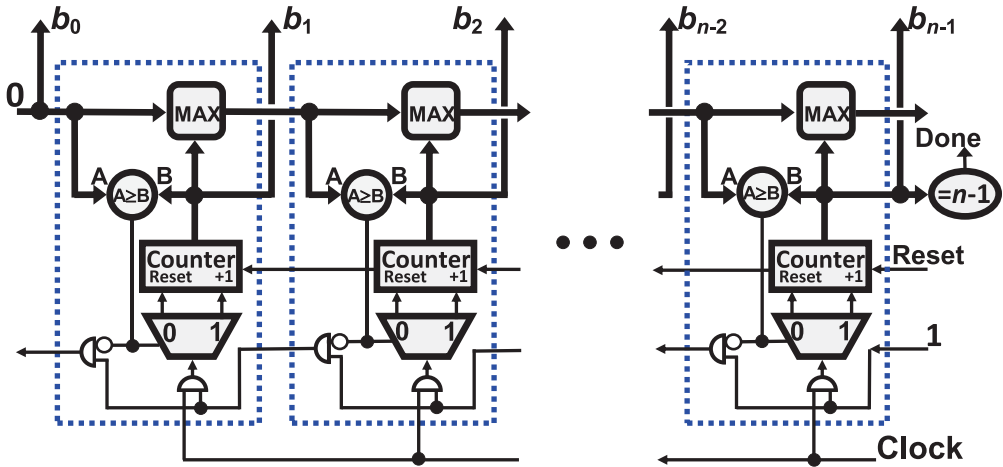 b0 b1 b2 bn-2 bn-1
0 MAX MAX MAX
Done
A B A B A B
A≥B A≥B A≥B =n-1
Counter Counter Counter Reset
Reset +1 Reset +1 Reset +1
0 1 0 1 0 1 1
Clock